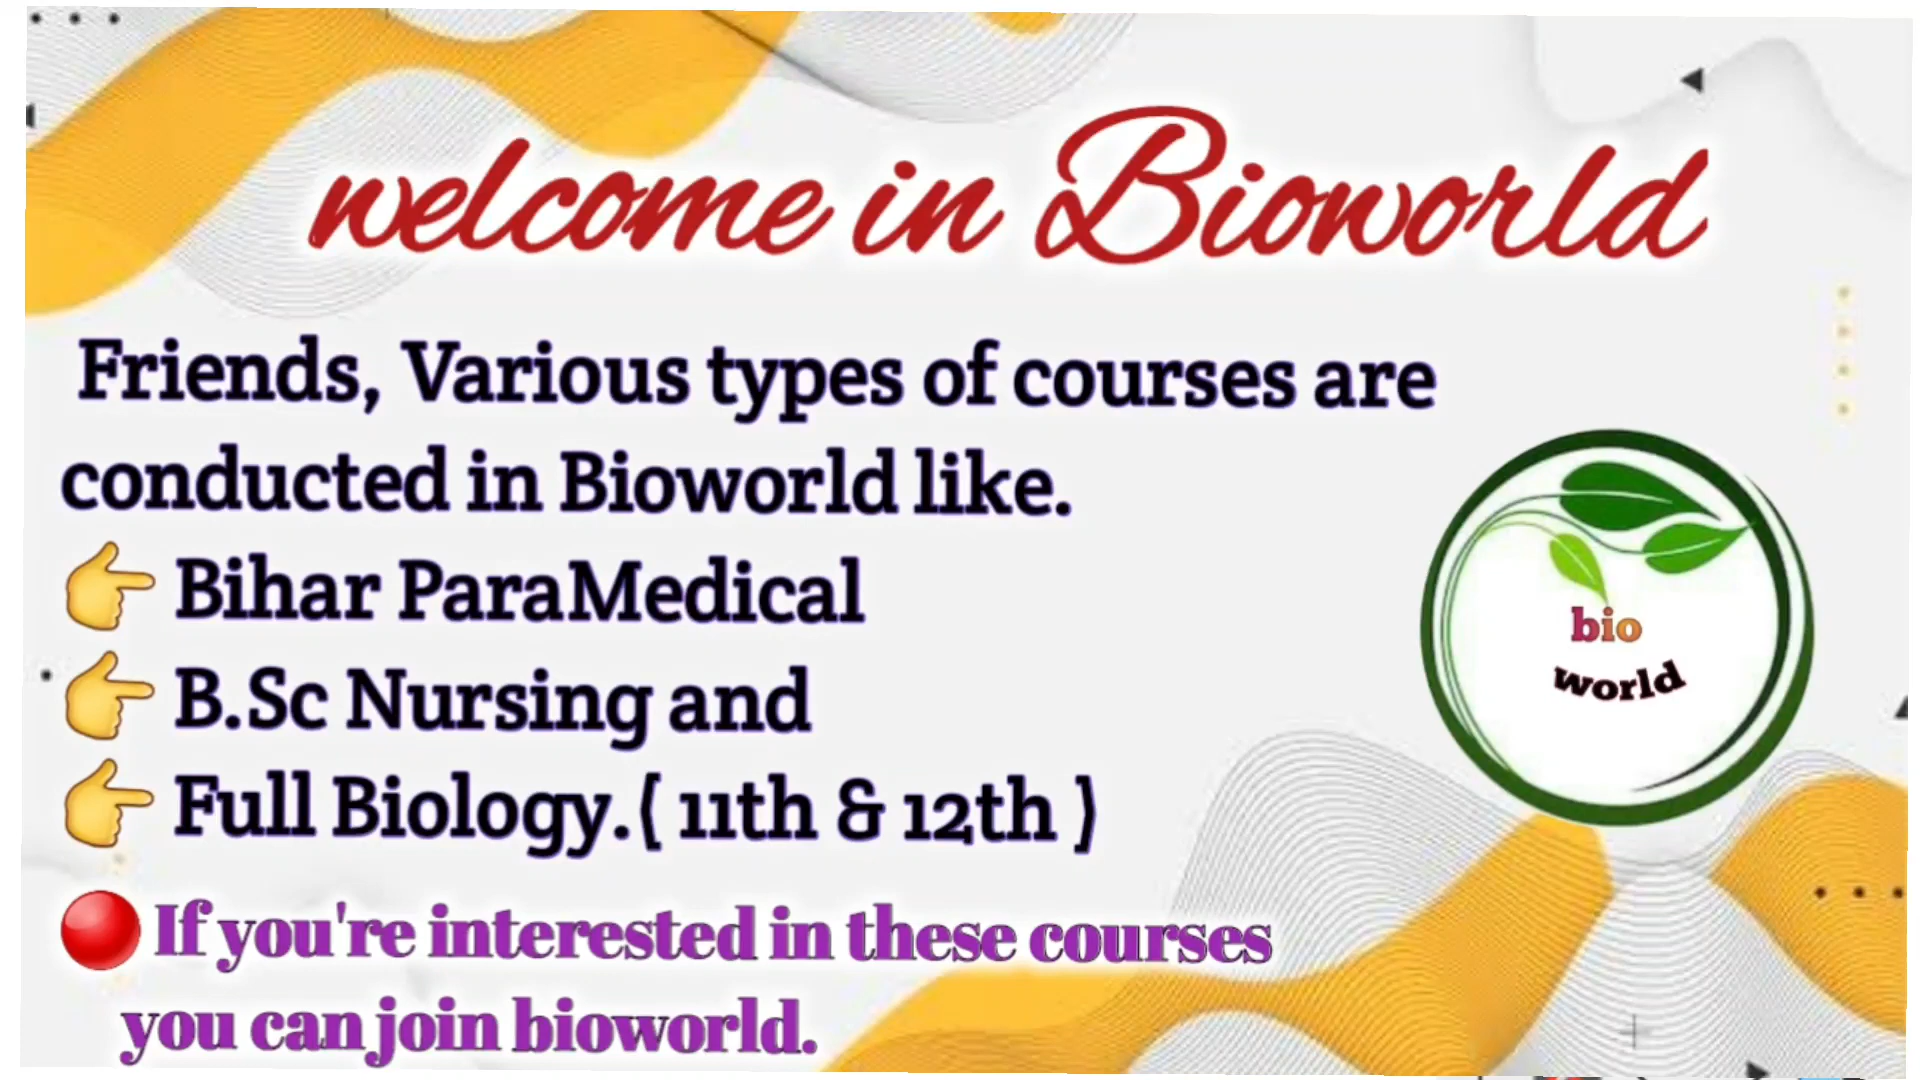 welcome in Bioworld
Friends, Various types of courses are
conducted in Bioworld like.
👉 Bihar ParaMedical
👉 B.Sc Nursing and
👉 Full Biology.( 11th & 12th )
🔴 If you're interested in these courses
you can join bioworld.
bio
world